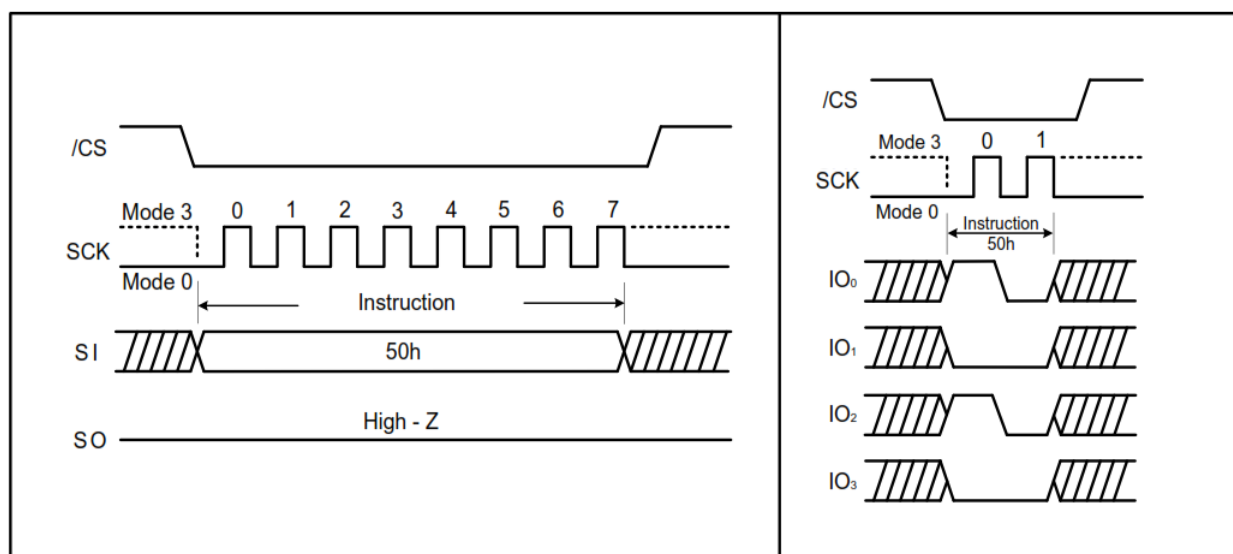 /CS
Mode 3 0 1 2 3 4 5 6 7
SCK
Mode 0
Instruction
SI 50h
High - Z
SO
/CS
Mode 3 0 1
SCK
Mode 0 Instruction
50h
IO₀
IO₁
IO₂
IO₃